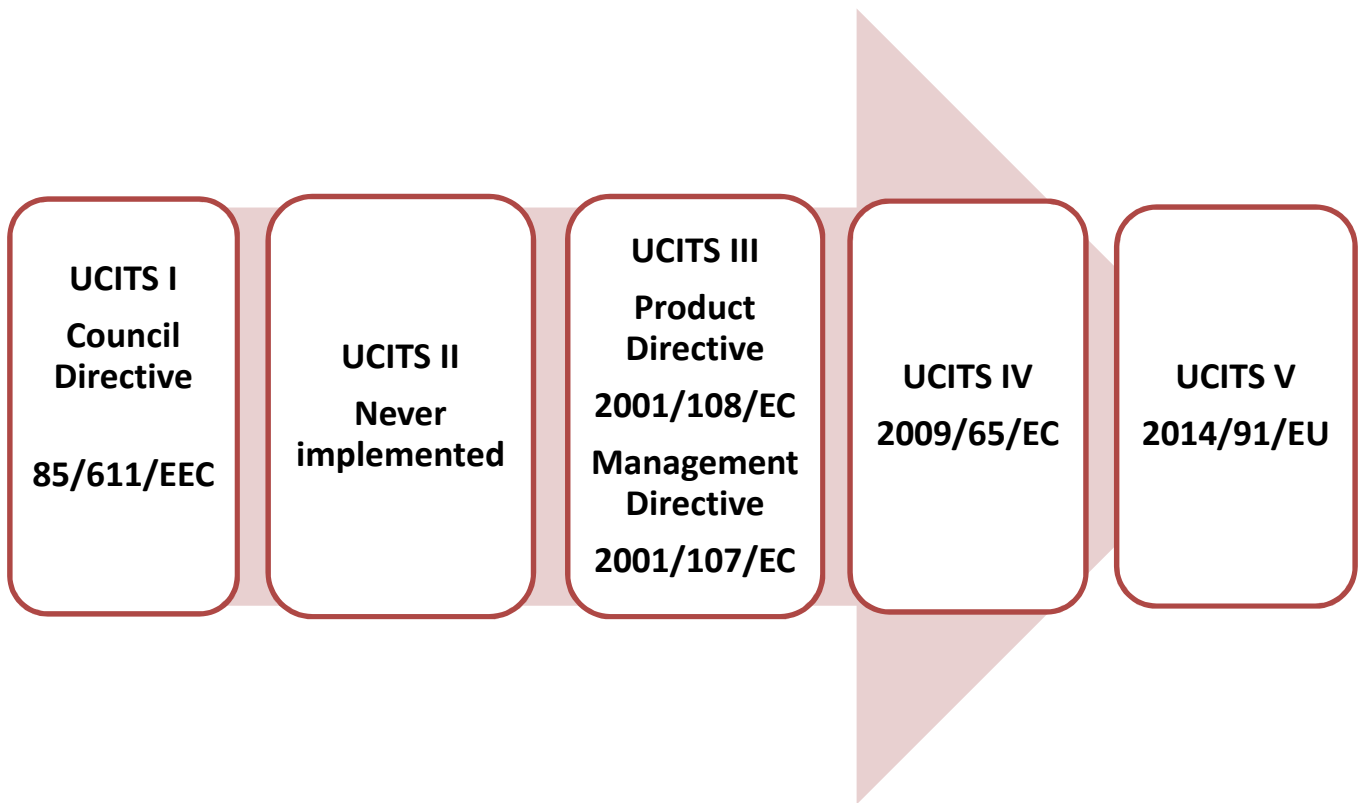 UCITS I
Council
Directive
85/611/EEC
UCITS II
Never
implemented
UCITS III
Product
Directive
2001/108/EC
Management
Directive
2001/107/EC
UCITS IV
2009/65/EC
UCITS V
2014/91/EU